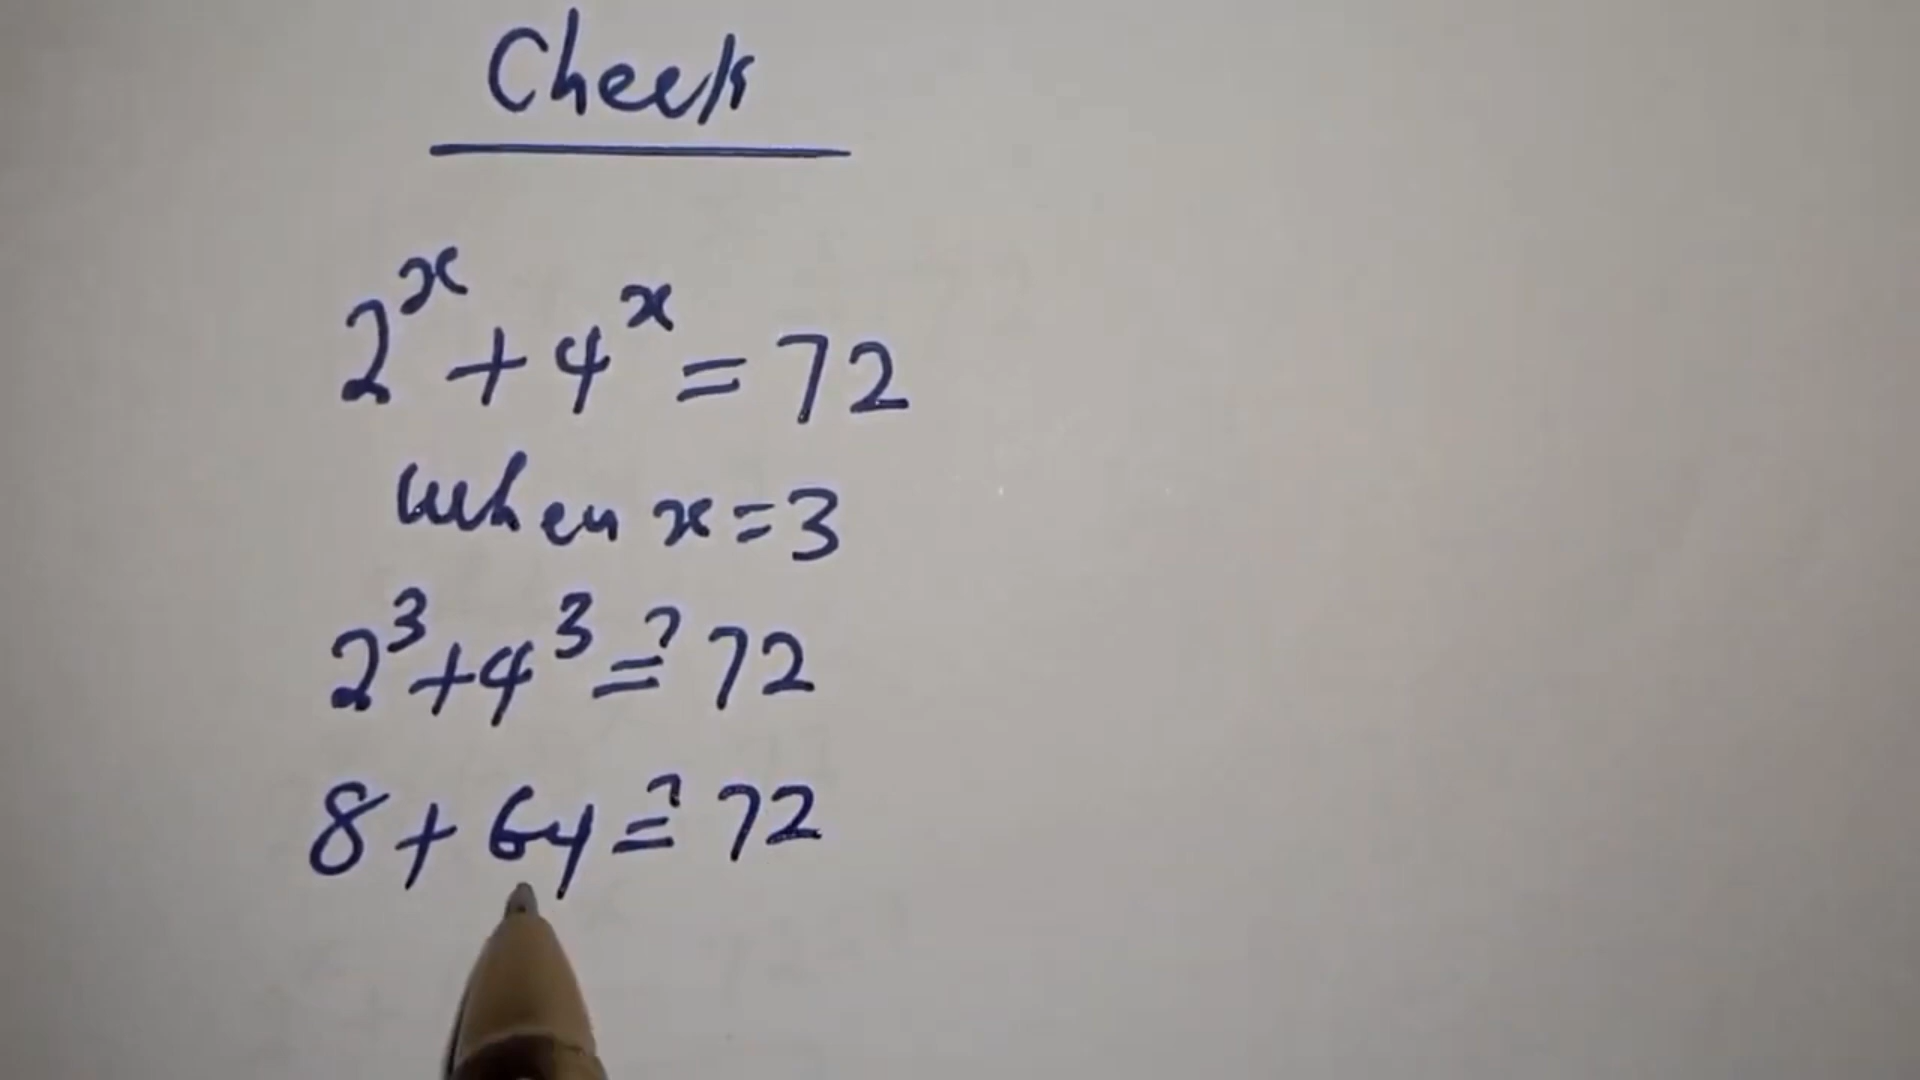 Check
2^x + 4^x = 72
when x = 3
2^3 + 4^3 =? 72
8 + 64 =? 72